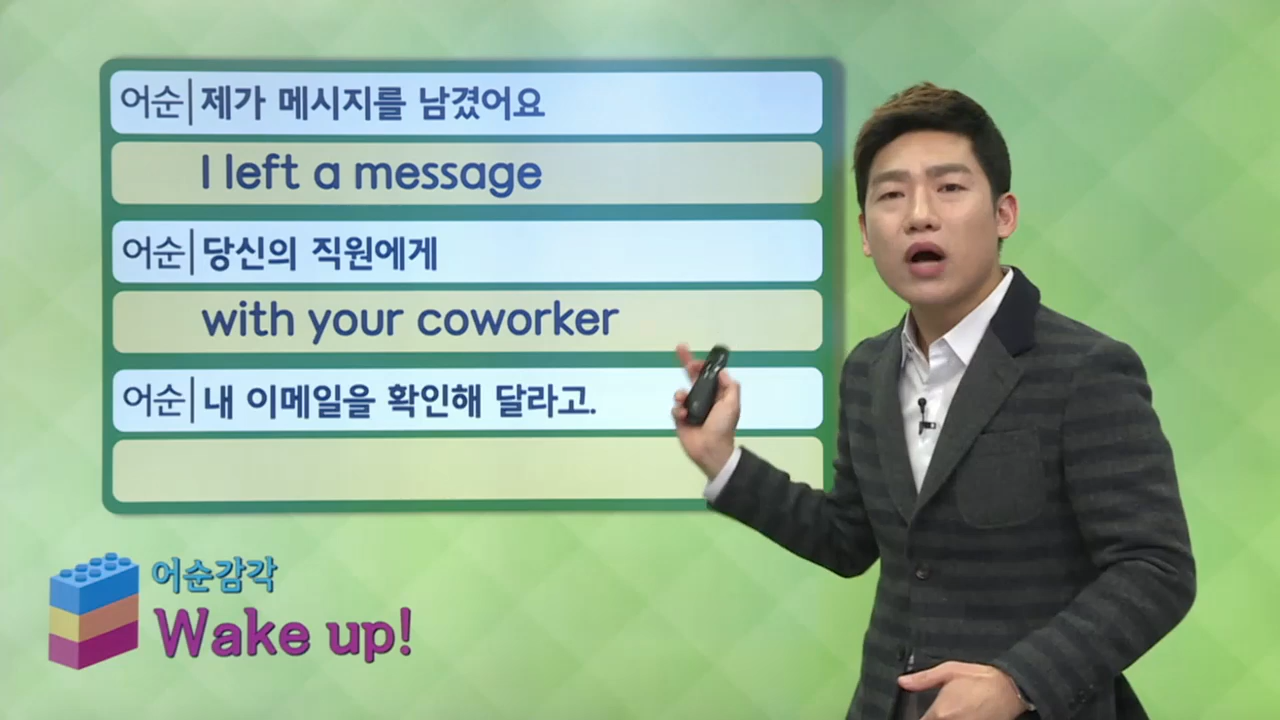 어순|제가 메시지를 남겼어요
I left a message
어순|당신의 직원에게
with your coworker
어순|내 이메일을 확인해 달라고.
어순감각
Wake up!